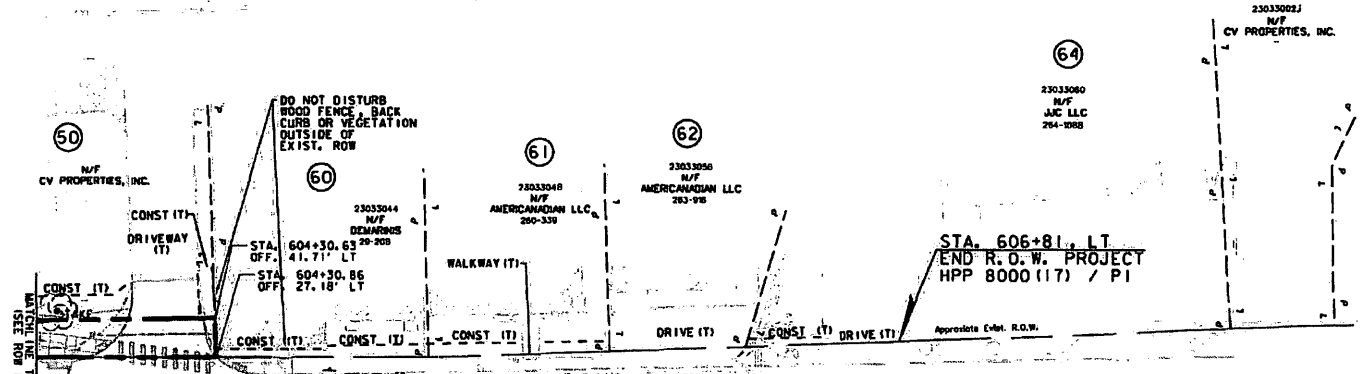 23033002J
N/F
CV PROPERTIES, INC.
64
23033060
N/F
JJC LLC
264-1088
DO NOT DISTURB
WOOD FENCE, BACK
CURB OR VEGETATION
OUTSIDE OF
EXIST. ROW
50
N/F
CV PROPERTIES, INC.
60
23033044
N/F
DEMARINIS
29-208
61
23033048
N/F
AMERICANADIAN LLC
260-339
62
23033056
N/F
AMERICANADIAN LLC
263-916
CONST (T)
DRIVEWAY
(T)
STA. 604+30.63
OFF. 41.71' LT
STA. 604+30.86
OFF. 27.18' LT
WALKWAY (T)
STA. 606+81, LT
END R.O.W. PROJECT
HPP 8000(17) / P1
CONST (T)
MATCHLINE
(SEE ROW
CONST (T)
CONST (T)
CONST (T)
DRIVE (T)
CONST (T)
DRIVE (T)
Approximate Exist. R.O.W.
P
L
P
L
P
L
P
L